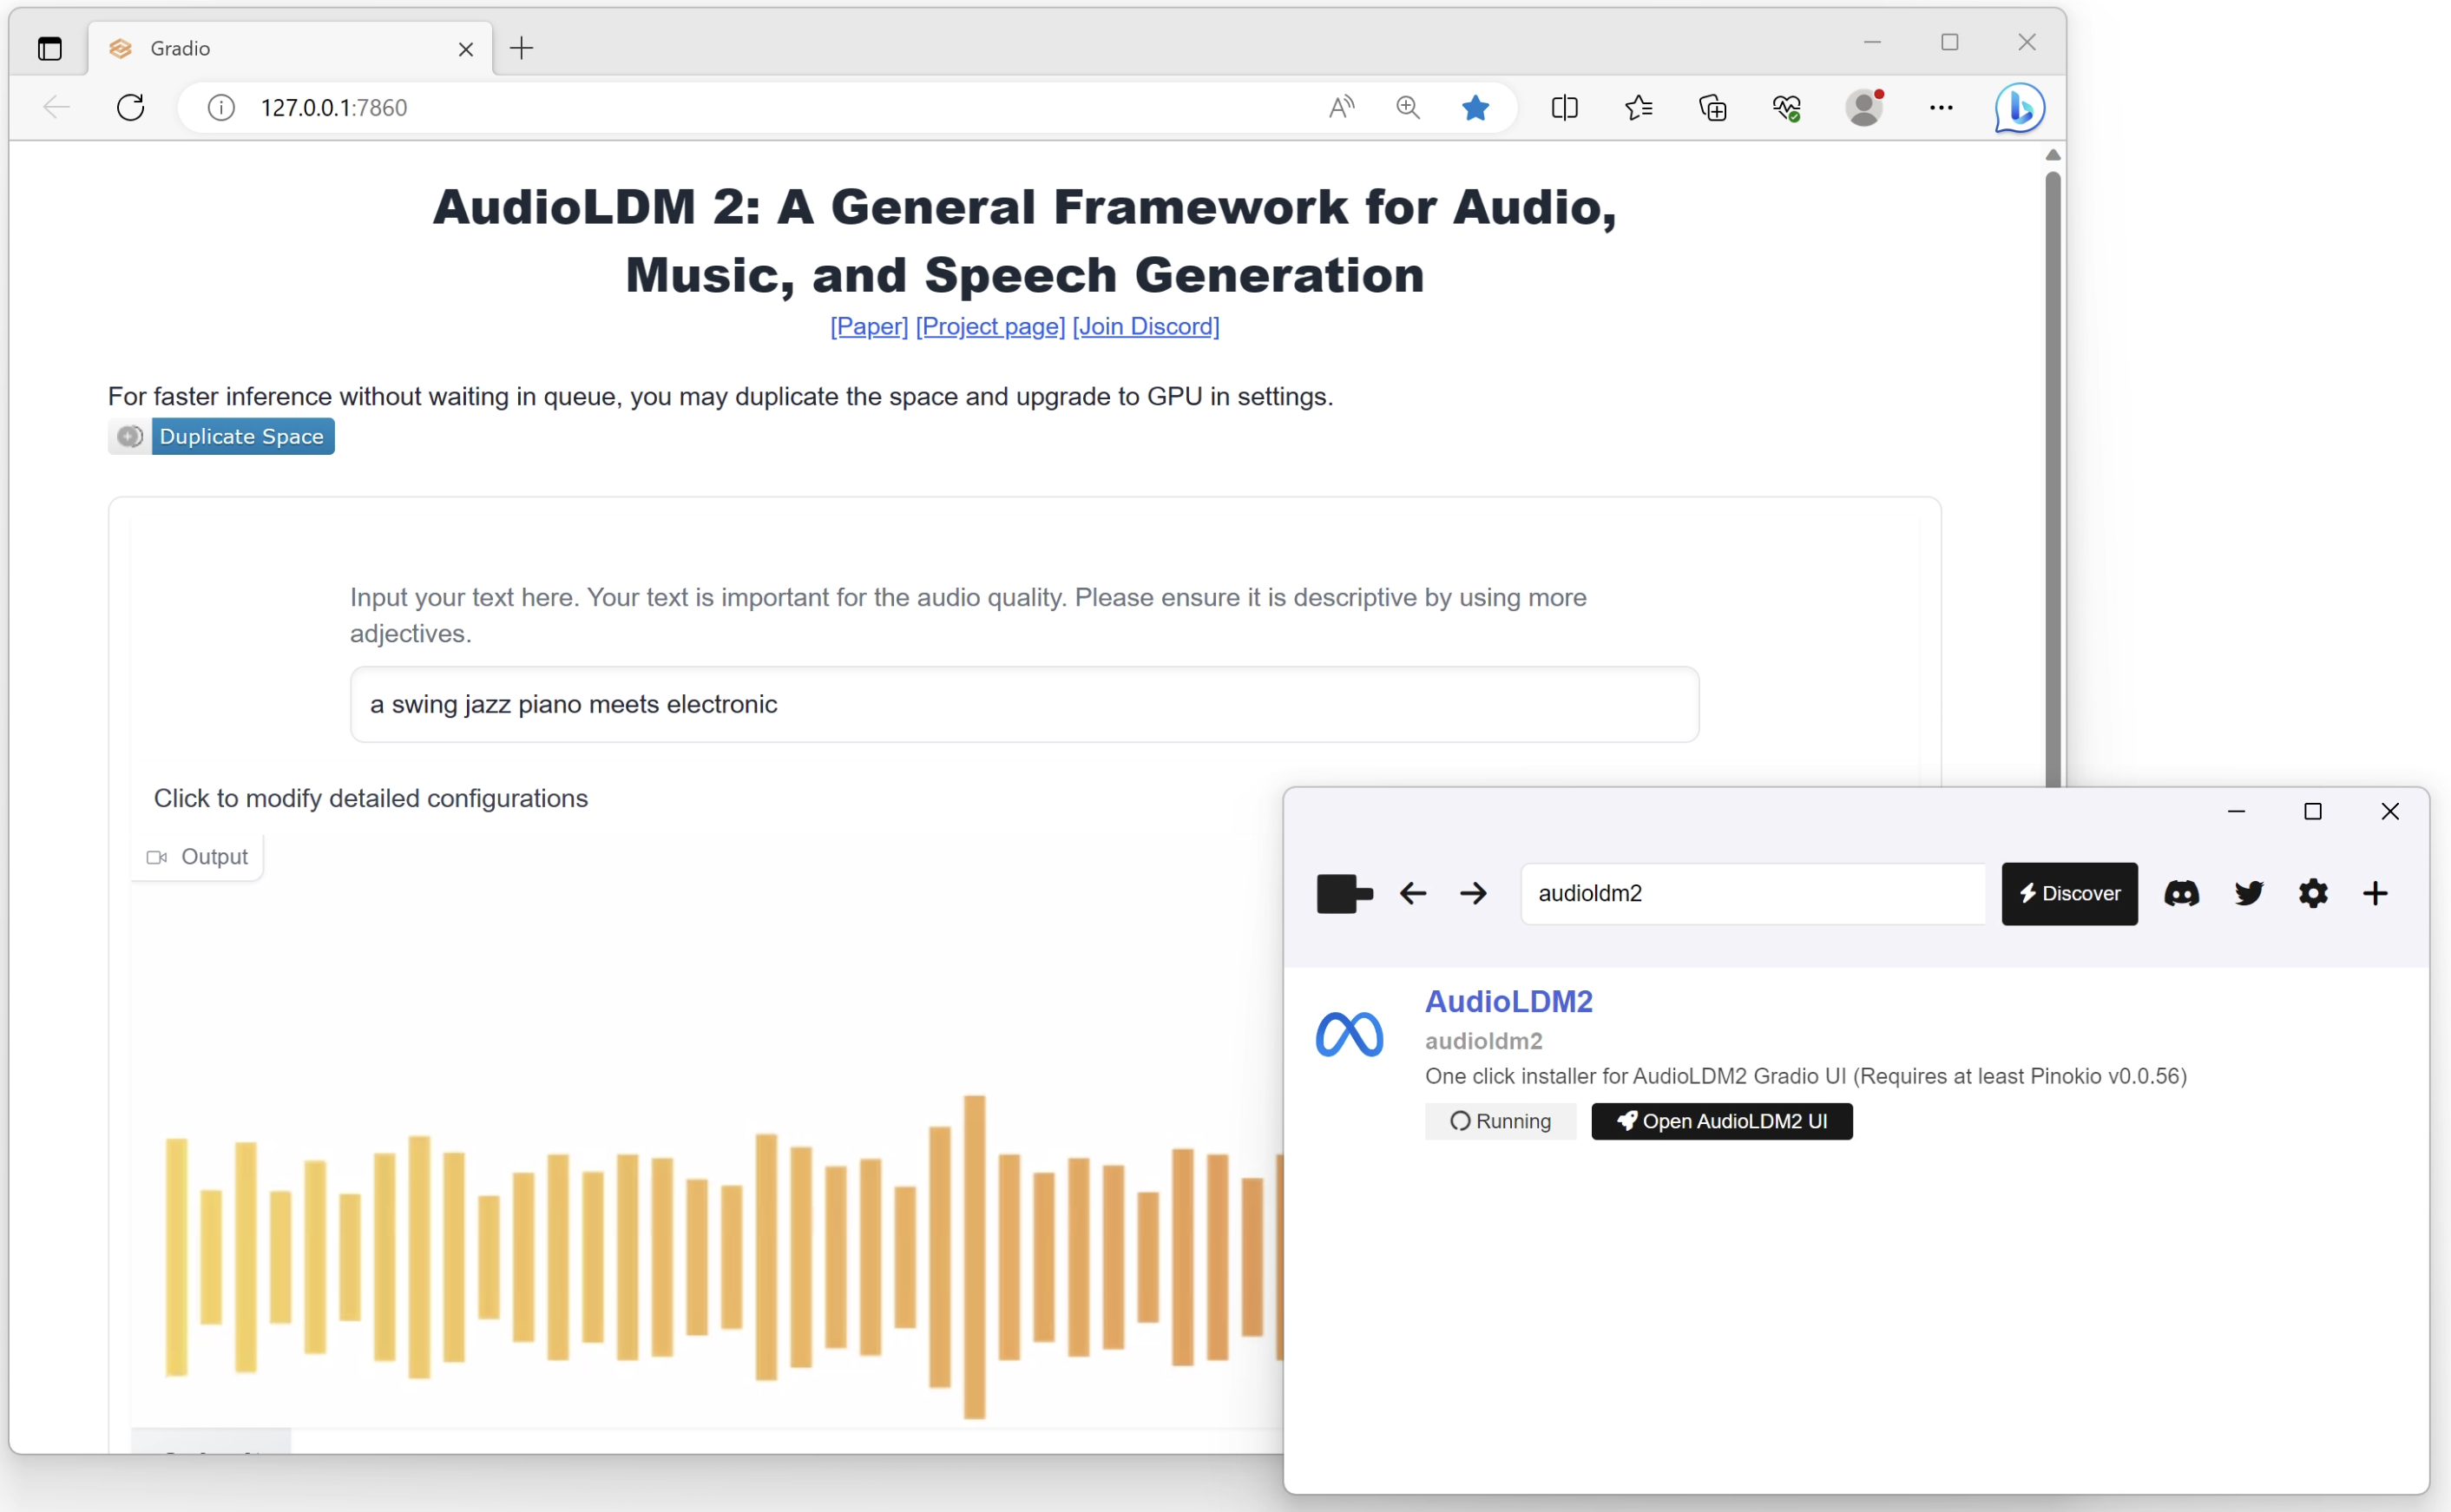 Gradio
127.0.0.1:7860
AudioLDM 2: A General Framework for Audio,
Music, and Speech Generation
[Paper] [Project page] [Join Discord]
For faster inference without waiting in queue, you may duplicate the space and upgrade to GPU in settings.
Duplicate Space
Input your text here. Your text is important for the audio quality. Please ensure it is descriptive by using more
adjectives.
a swing jazz piano meets electronic
Click to modify detailed configurations
Output
audioldm2
Discover
AudioLDM2
audioldm2
One click installer for AudioLDM2 Gradio UI (Requires at least Pinokio v0.0.56)
Running
Open AudioLDM2 UI